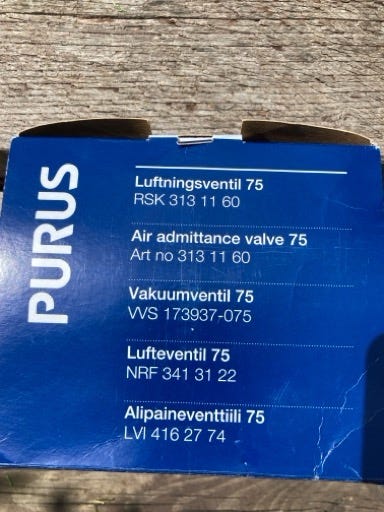 PURUS
Luftningsventil 75
RSK 313 11 60
Air admittance valve 75
Art no 313 11 60
Vakuumventil 75
VVS 173937-075
Lufteventil 75
NRF 341 31 22
Alipaineventtiili 75
LVI 416 27 74